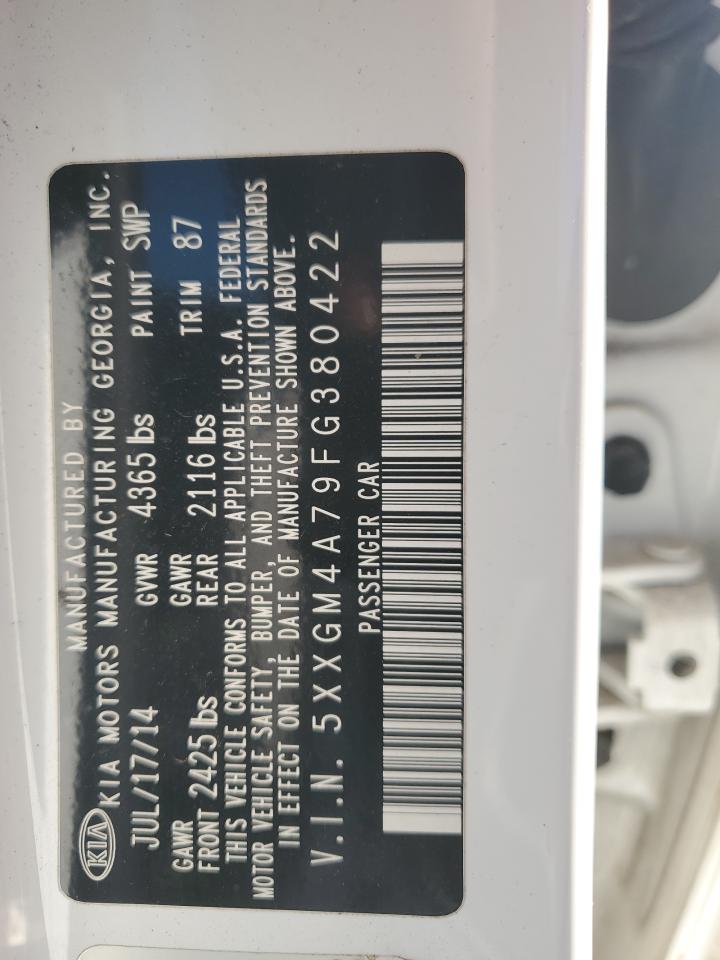 MANUFACTURED BY
KIA KIA MOTORS MANUFACTURING GEORGIA, INC.
JUL/17/14 GVWR 4365 lbs PAINT SWP
GAWR FRONT 2425 lbs GAWR REAR 2116 lbs TRIM 87
THIS VEHICLE CONFORMS TO ALL APPLICABLE U.S.A. FEDERAL
MOTOR VEHICLE SAFETY, BUMPER, AND THEFT PREVENTION STANDARDS
IN EFFECT ON THE DATE OF MANUFACTURE SHOWN ABOVE.
V.I.N. 5XXGM4A79FG380422
PASSENGER CAR